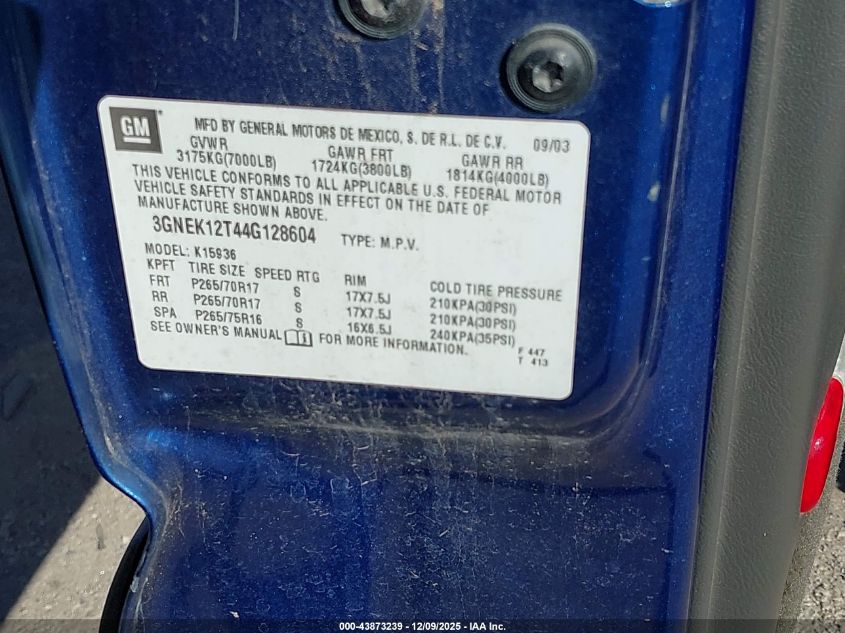 GM
MFD BY GENERAL MOTORS DE MEXICO, S. DE R.L. DE C.V. 09/03
GVWR GAWR FRT GAWR RR
3175KG(7000LB) 1724KG(3800LB) 1814KG(4000LB)
THIS VEHICLE CONFORMS TO ALL APPLICABLE U.S. FEDERAL MOTOR
VEHICLE SAFETY STANDARDS IN EFFECT ON THE DATE OF
MANUFACTURE SHOWN ABOVE.
3GNEK12T44G128604 TYPE: M.P.V.
MODEL: K15936
KPFT TIRE SIZE SPEED RTG RIM COLD TIRE PRESSURE
FRT P265/70R17 S 17X7.5J 210KPA(30PSI)
RR P265/70R17 S 17X7.5J 210KPA(30PSI)
SPA P265/75R16 S 16X6.5J 240KPA(35PSI)
SEE OWNER'S MANUAL FOR MORE INFORMATION.
F 447
T 413
000-43873239 - 12/09/2025 - IAA Inc.